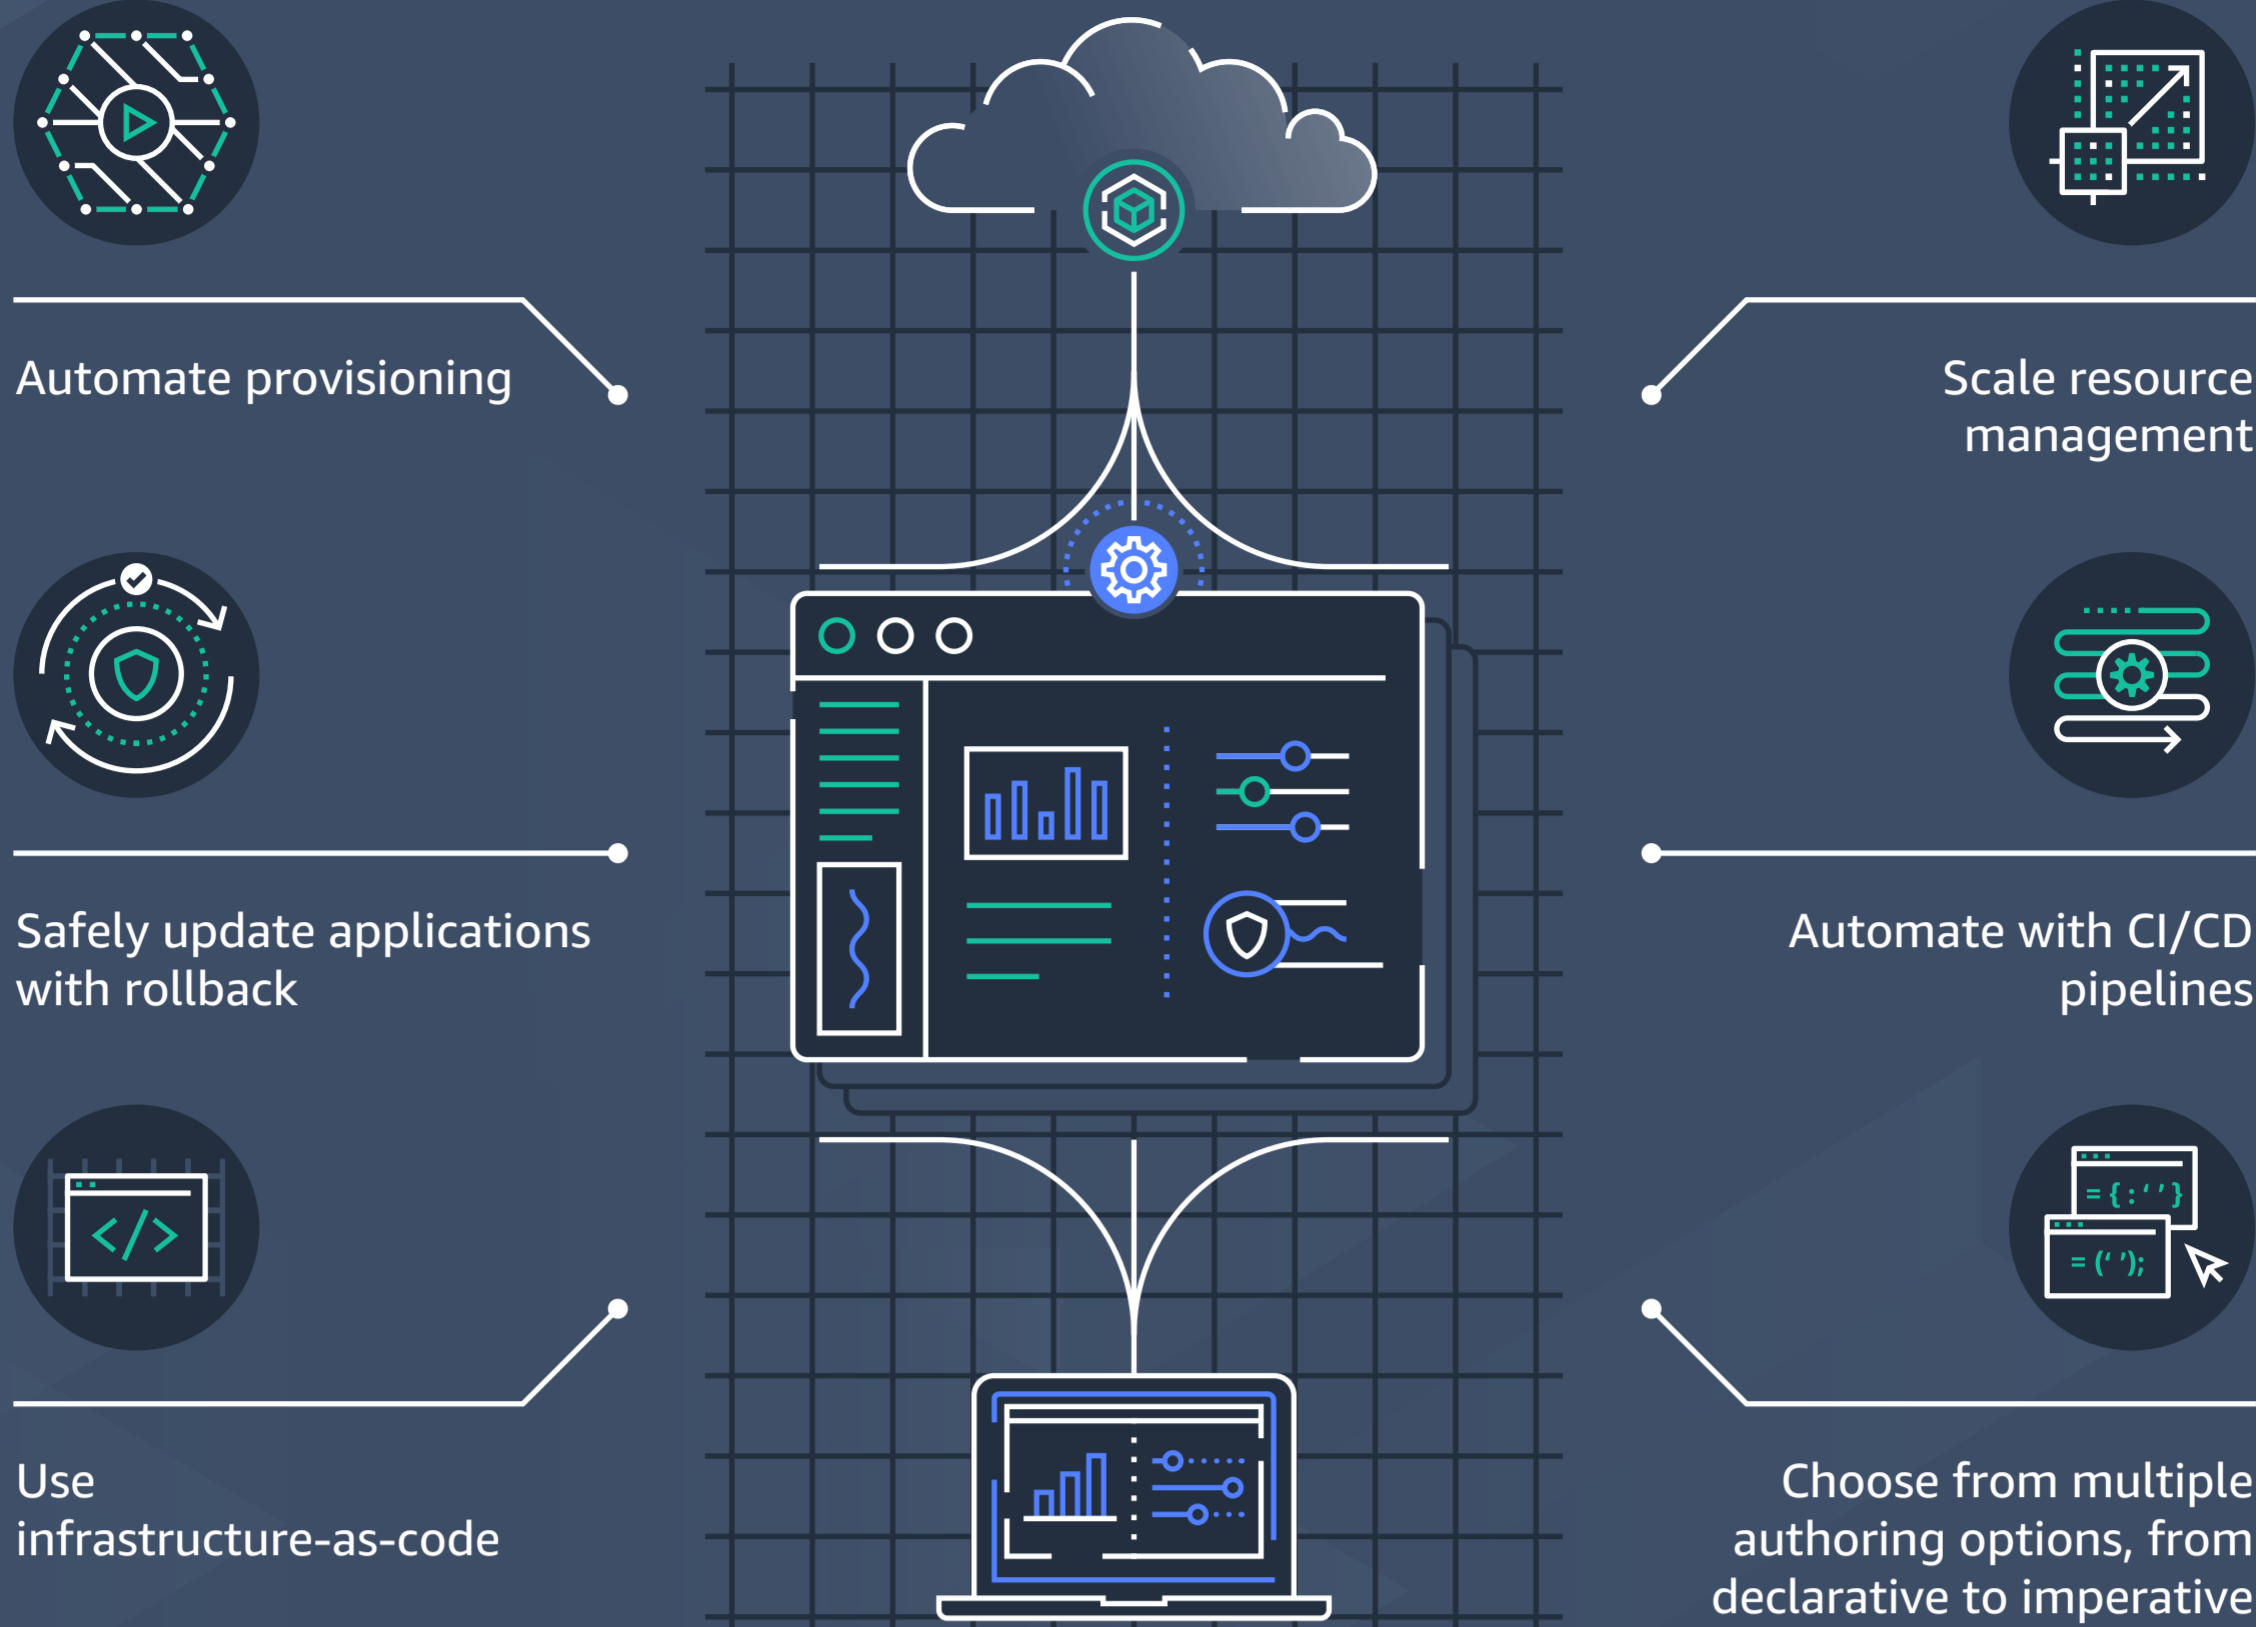 Automate provisioning
Safely update applications
with rollback
</>
Use
infrastructure-as-code
Scale resource
management
Automate with CI/CD
pipelines
= { : ‘ ’ }
= (‘ ’);
Choose from multiple
authoring options, from
declarative to imperative